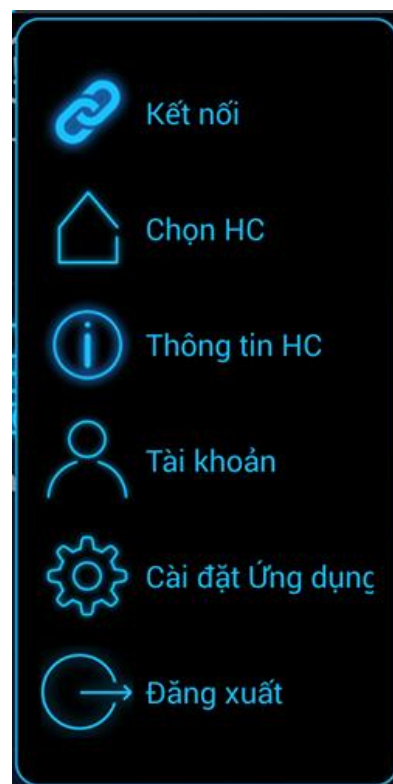 Kết nối
Chọn HC
Thông tin HC
Tài khoản
Cài đặt Ứng dụng
Đăng xuất